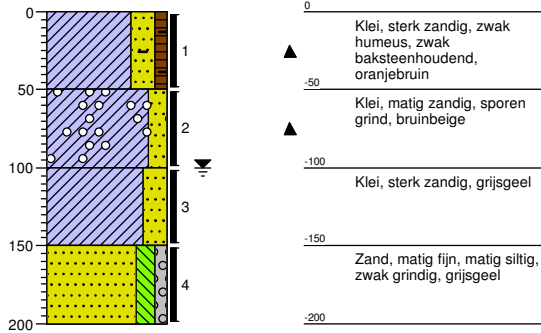 0
50
100
150
200
1
2
3
4
0
Klei, sterk zandig, zwak
humeus, zwak
baksteenhoudend,
oranjebruin
-50
Klei, matig zandig, sporen
grind, bruinbeige
-100
Klei, sterk zandig, grijsgeel
-150
Zand, matig fijn, matig siltig,
zwak grindig, grijsgeel
-200